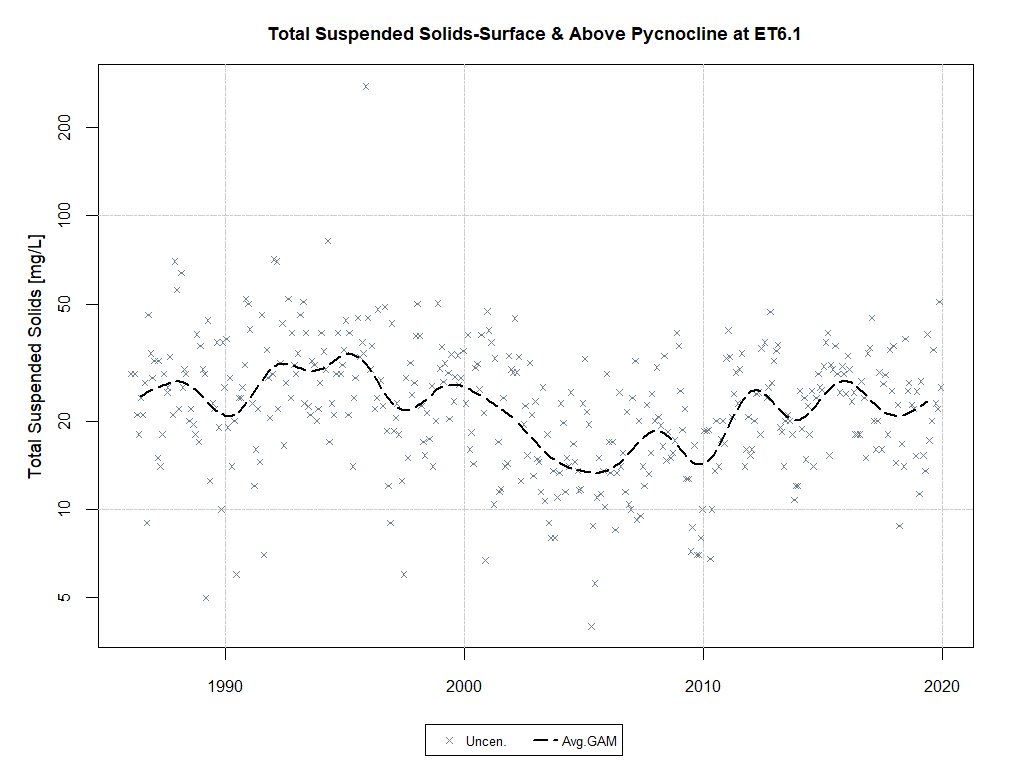 Total Suspended Solids-Surface & Above Pycnocline at ET6.1
Total Suspended Solids [mg/L]
200
100
50
20
10
5
1990 2000 2010 2020
Uncen. Avg.GAM